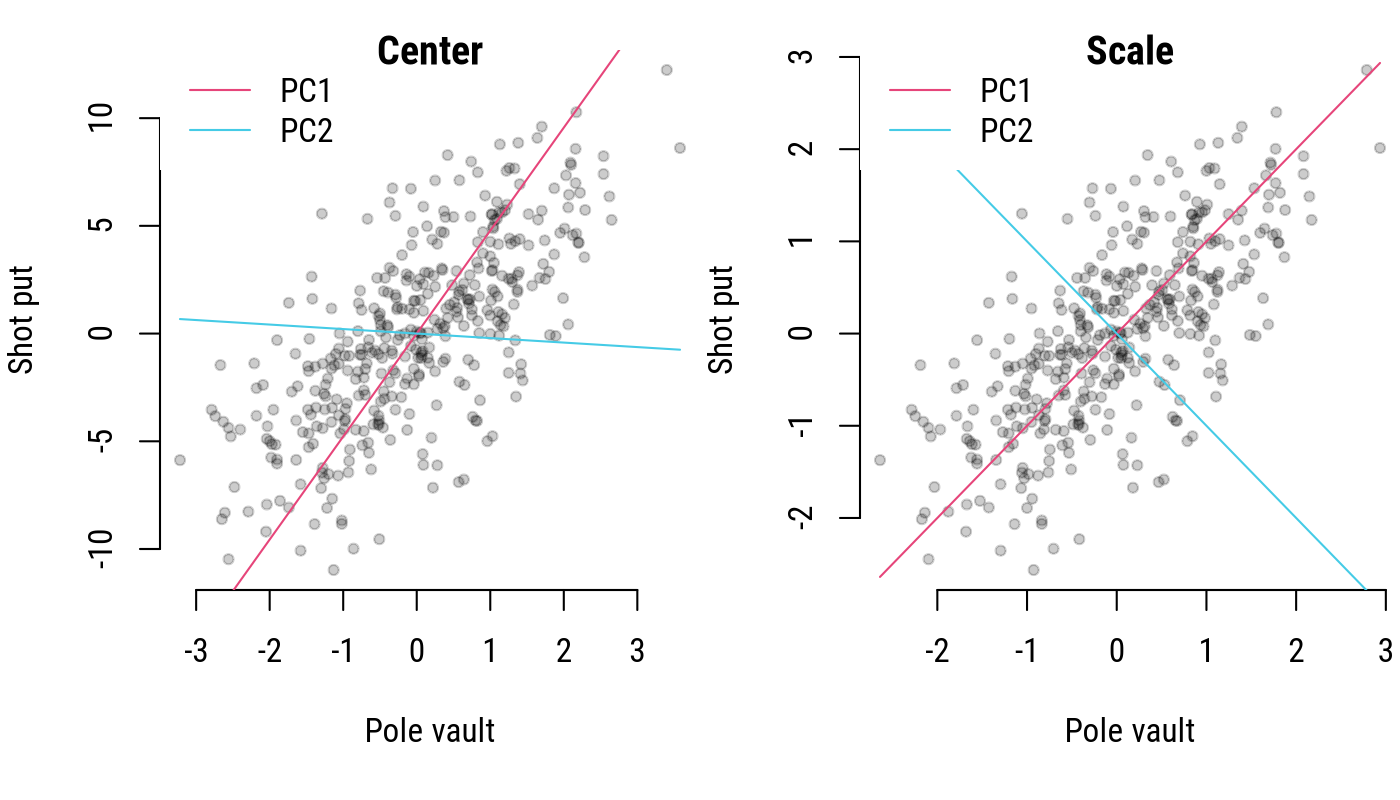 Center
PC1
PC2
10
5
0
-5
-10
Shot put
-3 -2 -1 0 1 2 3
Pole vault
Scale
PC1
PC2
3
2
1
0
-1
-2
Shot put
-2 -1 0 1 2 3
Pole vault